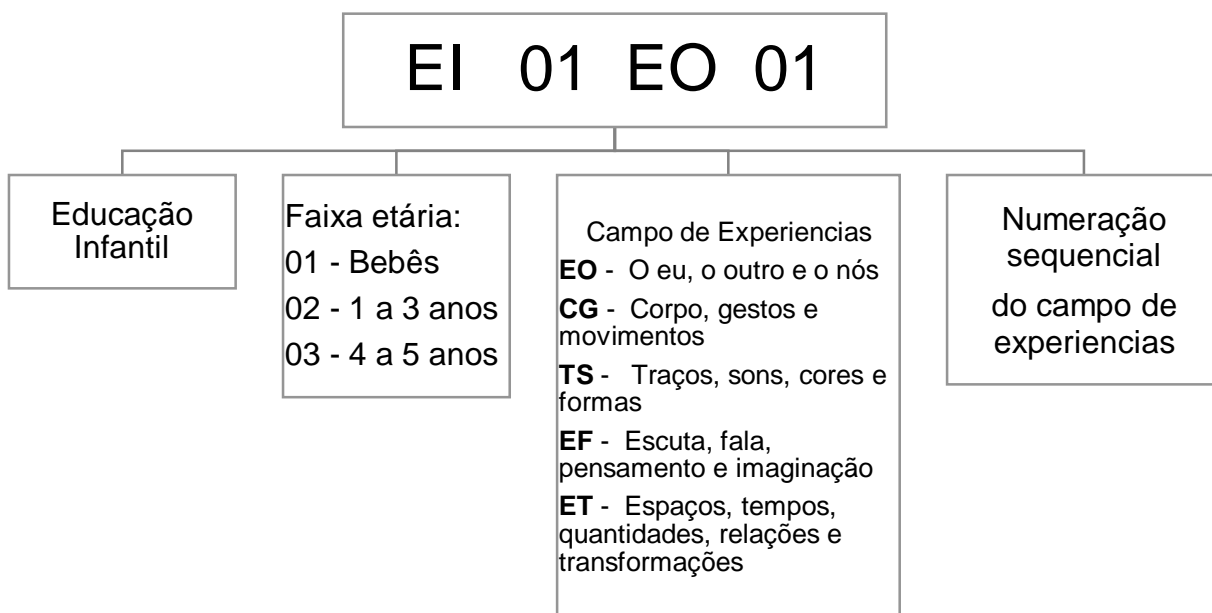 EI 01 EO 01
Educação
Infantil
Faixa etária:
01 - Bebês
02 - 1 a 3 anos
03 - 4 a 5 anos
Campo de Experiencias
EO - O eu, o outro e o nós
CG - Corpo, gestos e
movimentos
TS - Traços, sons, cores e
formas
EF - Escuta, fala,
pensamento e imaginação
ET - Espaços, tempos,
quantidades, relações e
transformações
Numeração
sequencial
do campo de
experiencias